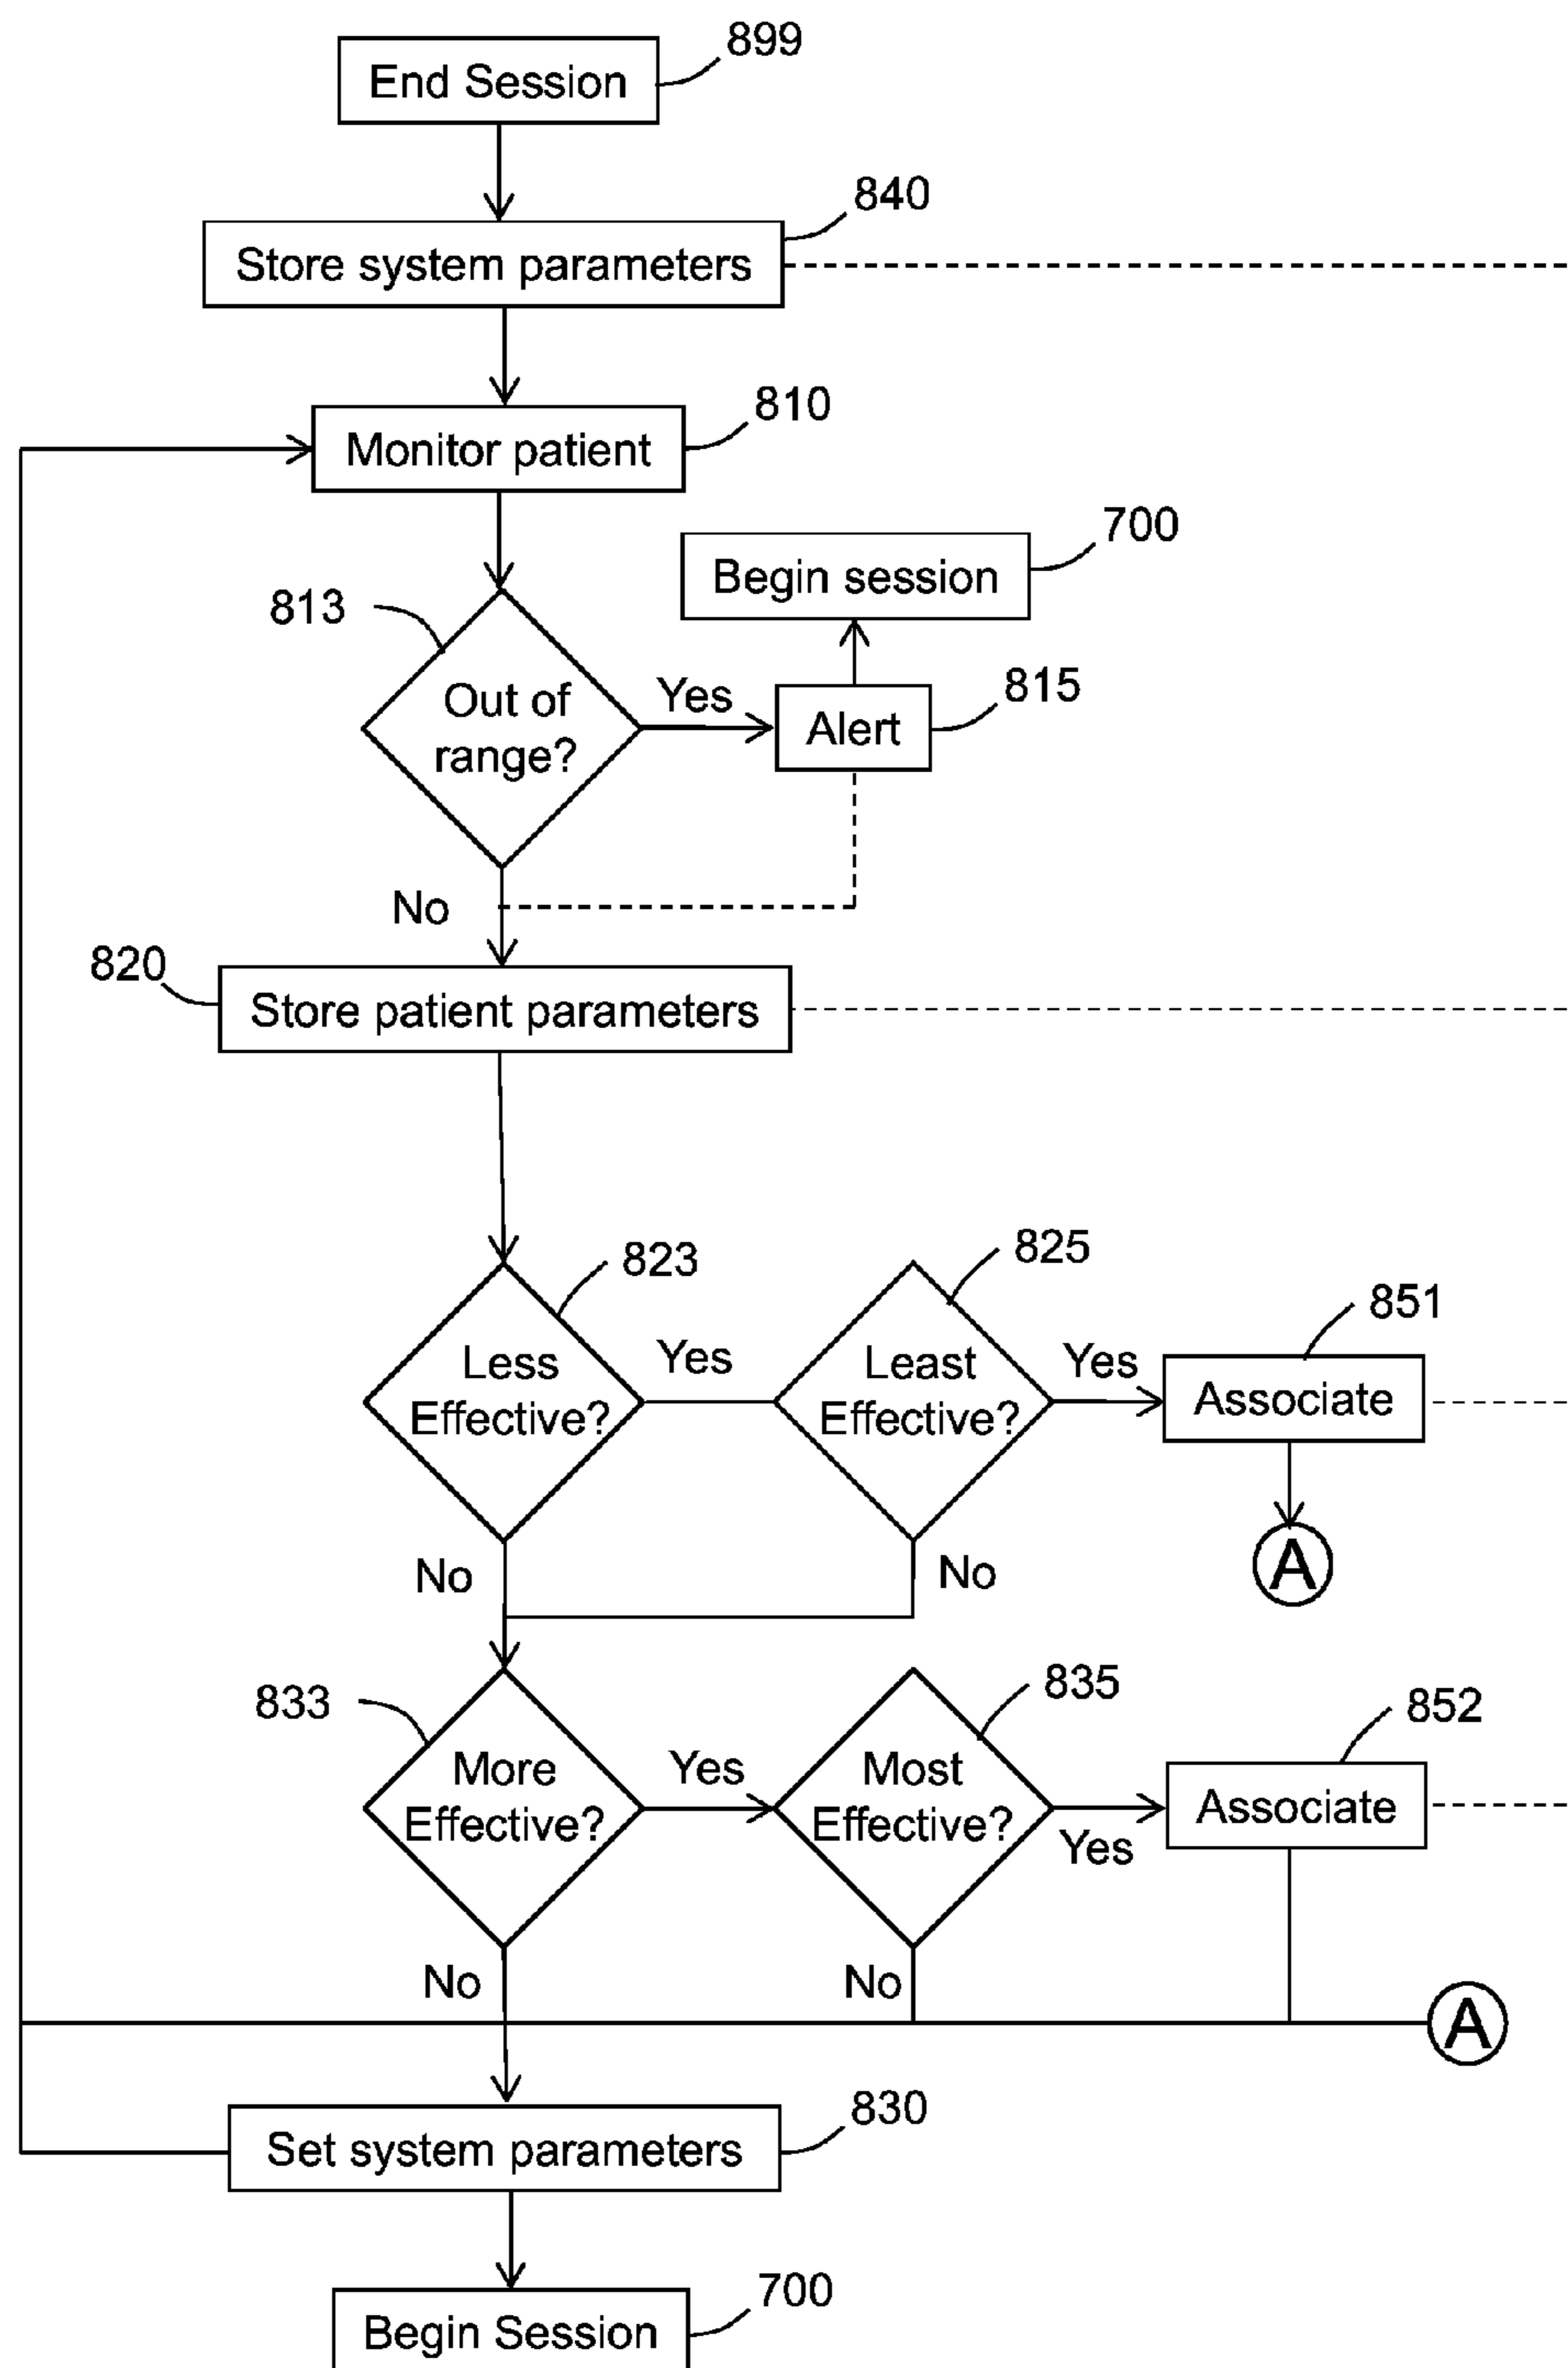 899
End Session
840
Store system parameters
810
Monitor patient
700
Begin session
813
Out of
range?
Yes
815
Alert
No
820
Store patient parameters
823
Less
Effective?
Yes
825
Least
Effective?
Yes
851
Associate
No
No
A
833
More
Effective?
Yes
835
Most
Effective?
Yes
852
Associate
No
No
A
830
Set system parameters
700
Begin Session